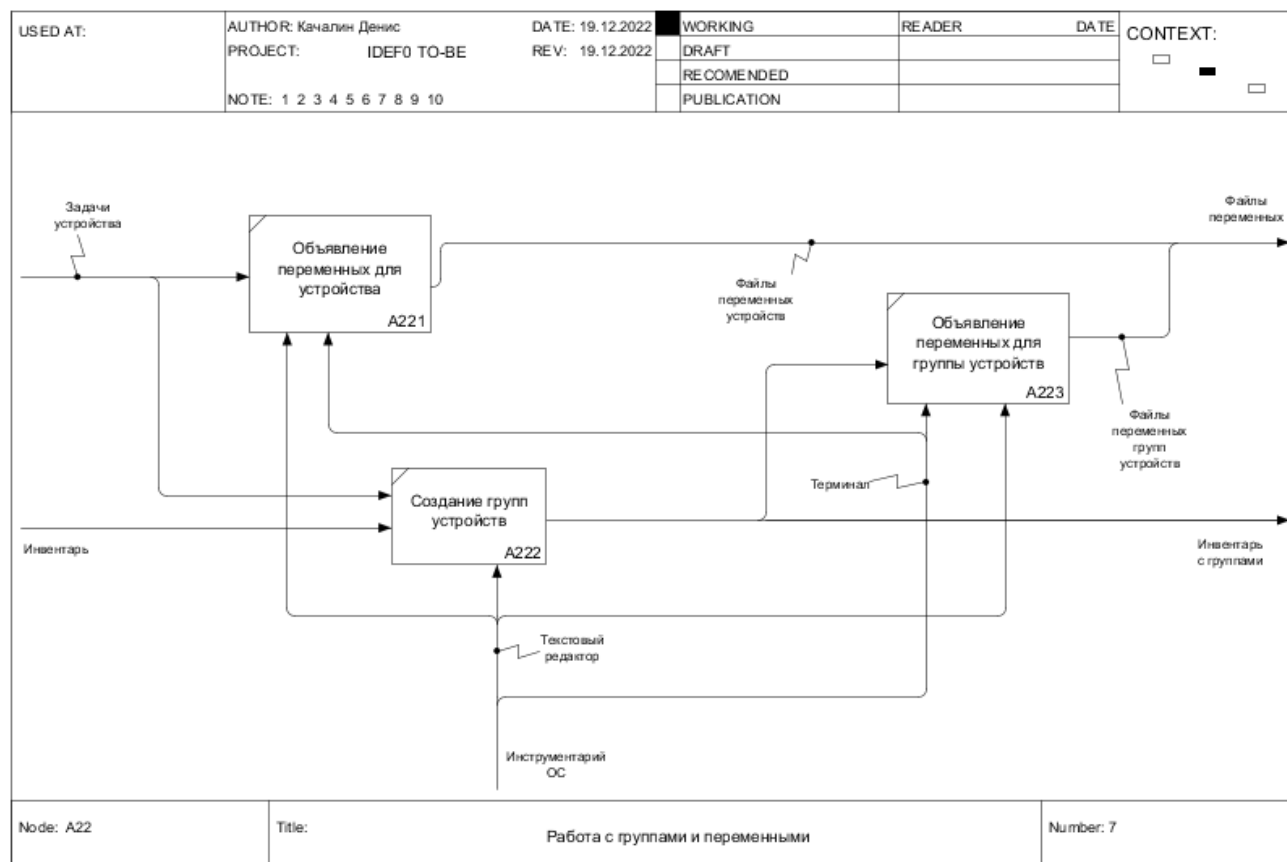 USED AT:
AUTHOR: Качалин Денис
DATE: 19.12.2022
PROJECT: IDEF0 TO-BE
REV: 19.12.2022
NOTE: 1 2 3 4 5 6 7 8 9 10
WORKING
DRAFT
RECOMENDED
PUBLICATION
READER
DATE
CONTEXT:
Задачи
устройства
Объявление
переменных для
устройства
A221
Файлы
переменных
устройств
Файлы
переменных
Объявление
переменных для
группы устройств
A223
Файлы
переменных
групп
устройств
Терминал
Создание групп
устройств
A222
Инвентарь
Инвентарь
с группами
Текстовый
редактор
Инструментарий
ОС
Node: A22
Title:
Работа с группами и переменными
Number: 7